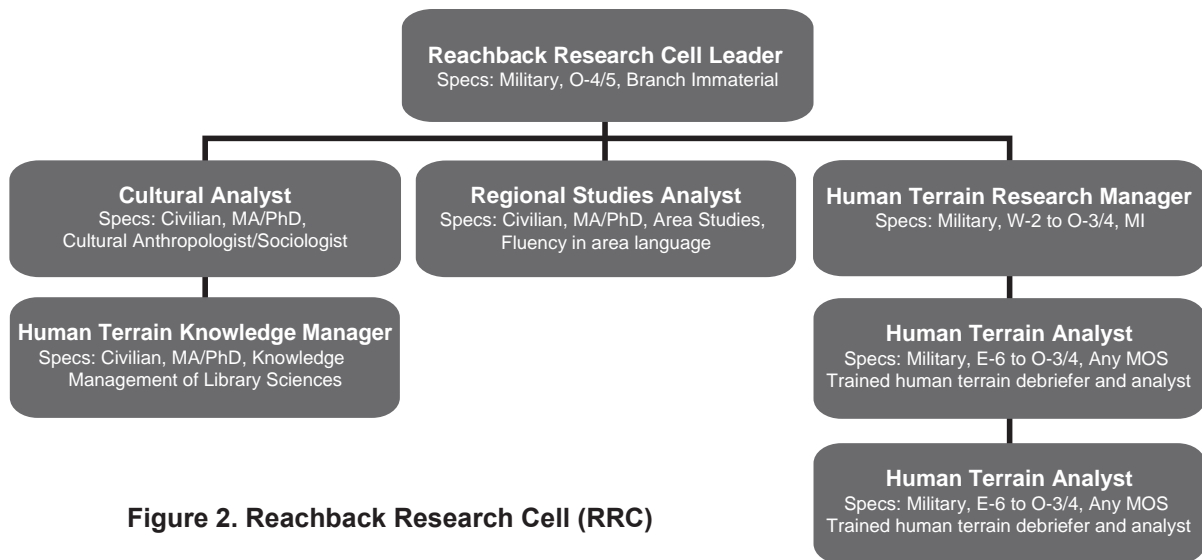 Reachback Research Cell Leader
Specs: Military, O-4/5, Branch Immaterial
Cultural Analyst
Specs: Civilian, MA/PhD,
Cultural Anthropologist/Sociologist
Regional Studies Analyst
Specs: Civilian, MA/PhD, Area Studies,
Fluency in area language
Human Terrain Research Manager
Specs: Military, W-2 to O-3/4, MI
Human Terrain Knowledge Manager
Specs: Civilian, MA/PhD, Knowledge
Management of Library Sciences
Human Terrain Analyst
Specs: Military, E-6 to O-3/4, Any MOS
Trained human terrain debriefer and analyst
Human Terrain Analyst
Specs: Military, E-6 to O-3/4, Any MOS
Trained human terrain debriefer and analyst
Figure 2. Reachback Research Cell (RRC)